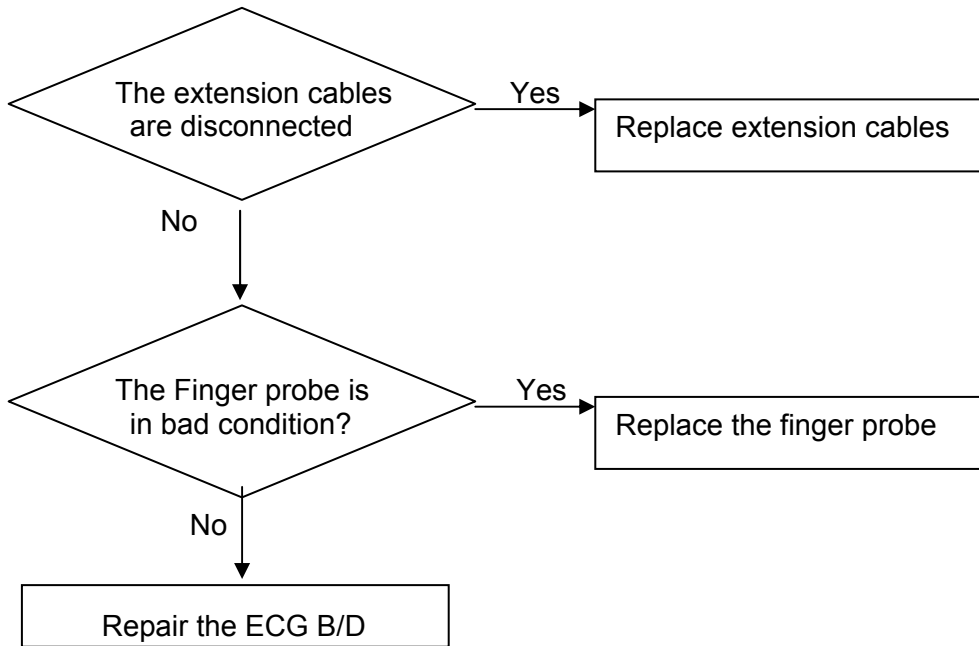 The extension cables
are disconnected
Yes
Replace extension cables
No
The Finger probe is
in bad condition?
Yes
Replace the finger probe
No
Repair the ECG B/D